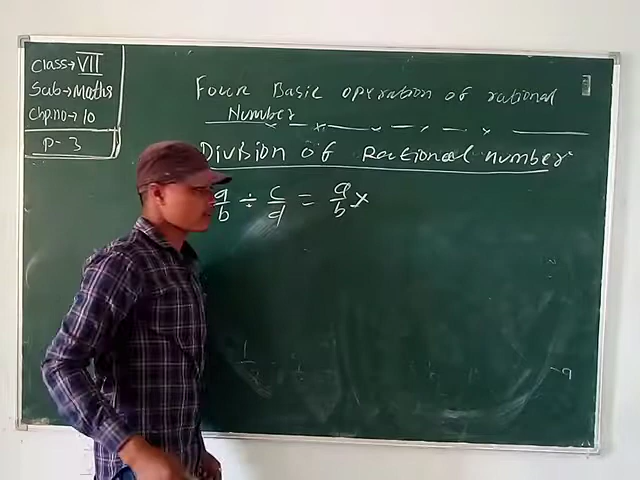 Class→VII
Sub→Maths
Chp.no→10
P-3
Four Basic operation of rational
Number
Division of Rational number
a/b ÷ c/d = a/b ×